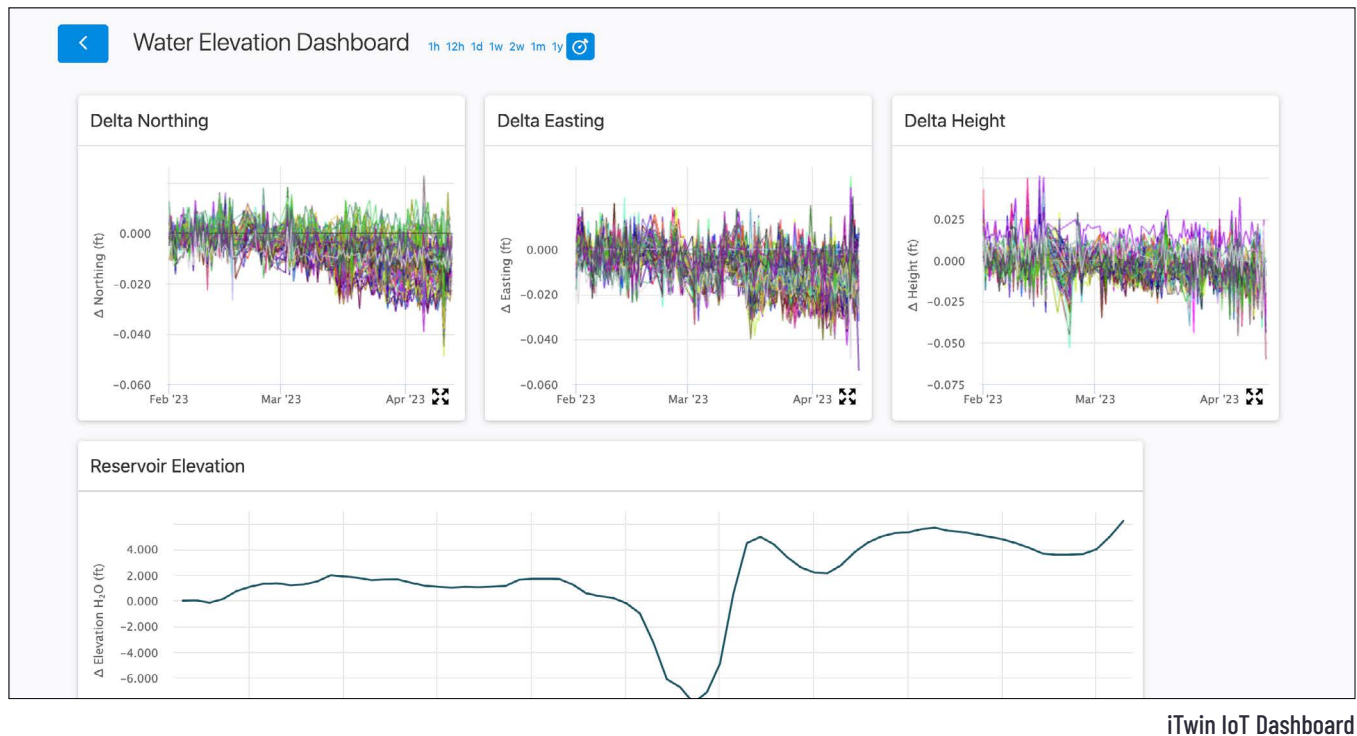 Water Elevation Dashboard 1h 12h 1d 1w 2w 1m 1y
Delta Northing
Δ Northing (ft)
0.000
−0.020
−0.040
−0.060
Feb '23 Mar '23 Apr '23
Delta Easting
Δ Easting (ft)
0.000
−0.020
−0.040
−0.060
Feb '23 Mar '23 Apr '23
Delta Height
Δ Height (ft)
0.025
0.000
−0.025
−0.050
−0.075
Feb '23 Mar '23 Apr '23
Reservoir Elevation
Δ Elevation H₂O (ft)
4.000
2.000
0.000
−2.000
−4.000
−6.000
iTwin IoT Dashboard